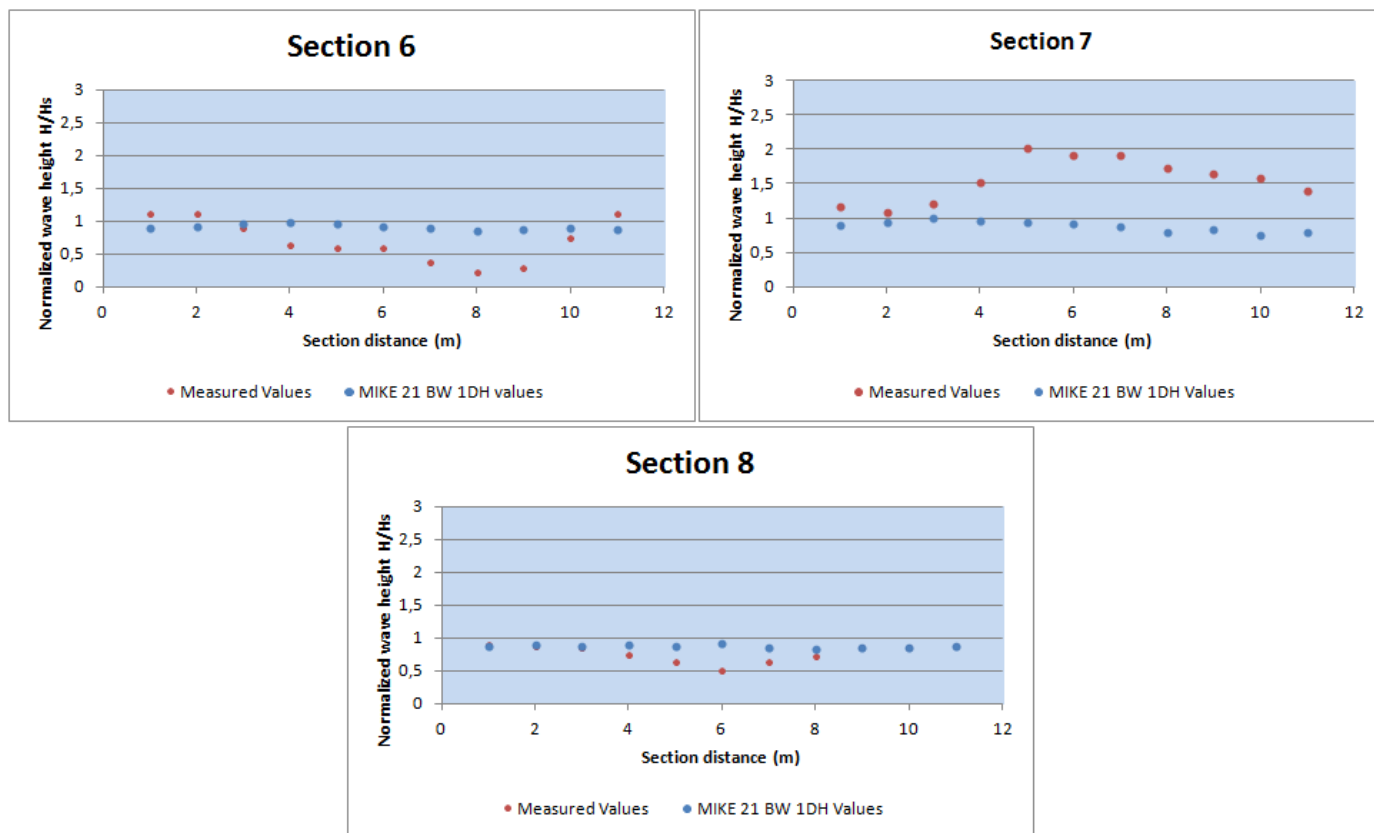 Section 6
Normalized wave height H/Hs
3
2,5
2
1,5
1
0,5
0
0 2 4 6 8 10 12
Section distance (m)
Measured Values MIKE 21 BW 1DH values
Section 7
Normalized wave height H/Hs
3
2,5
2
1,5
1
0,5
0
0 2 4 6 8 10 12
Section distance (m)
Measured Values MIKE 21 BW 1DH Values
Section 8
Normalized wave height H/Hs
3
2,5
2
1,5
1
0,5
0
0 2 4 6 8 10 12
Section distance (m)
Measured Values MIKE 21 BW 1DH Values